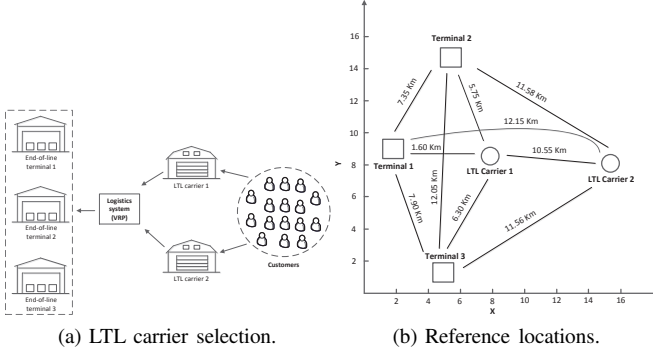 End-of-line
terminal 1
End-of-line
terminal 2
End-of-line
terminal 3
Logistics
system
(VRP)
LTL carrier 1
LTL carrier 2
Customers
(a) LTL carrier selection.
16
14
12
10
8
6
4
2
Y
2
4
6
8
10
12
14
16
X
Terminal 2
7.35 Km
5.75 Km
11.58 Km
12.15 Km
1.60 Km
10.55 Km
Terminal 1
LTL Carrier 1
LTL Carrier 2
7.90 Km
12.05 Km
6.30 Km
11.56 Km
Terminal 3
(b) Reference locations.